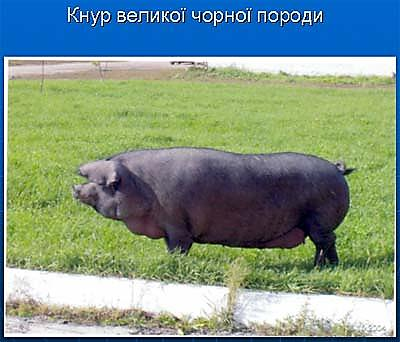 Кнур великої чорної породи